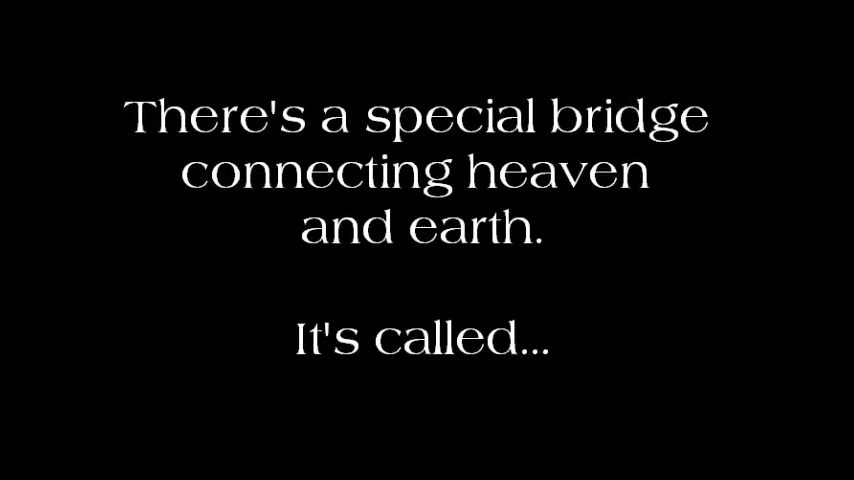 There's a special bridge
connecting heaven
and earth.
It's called...